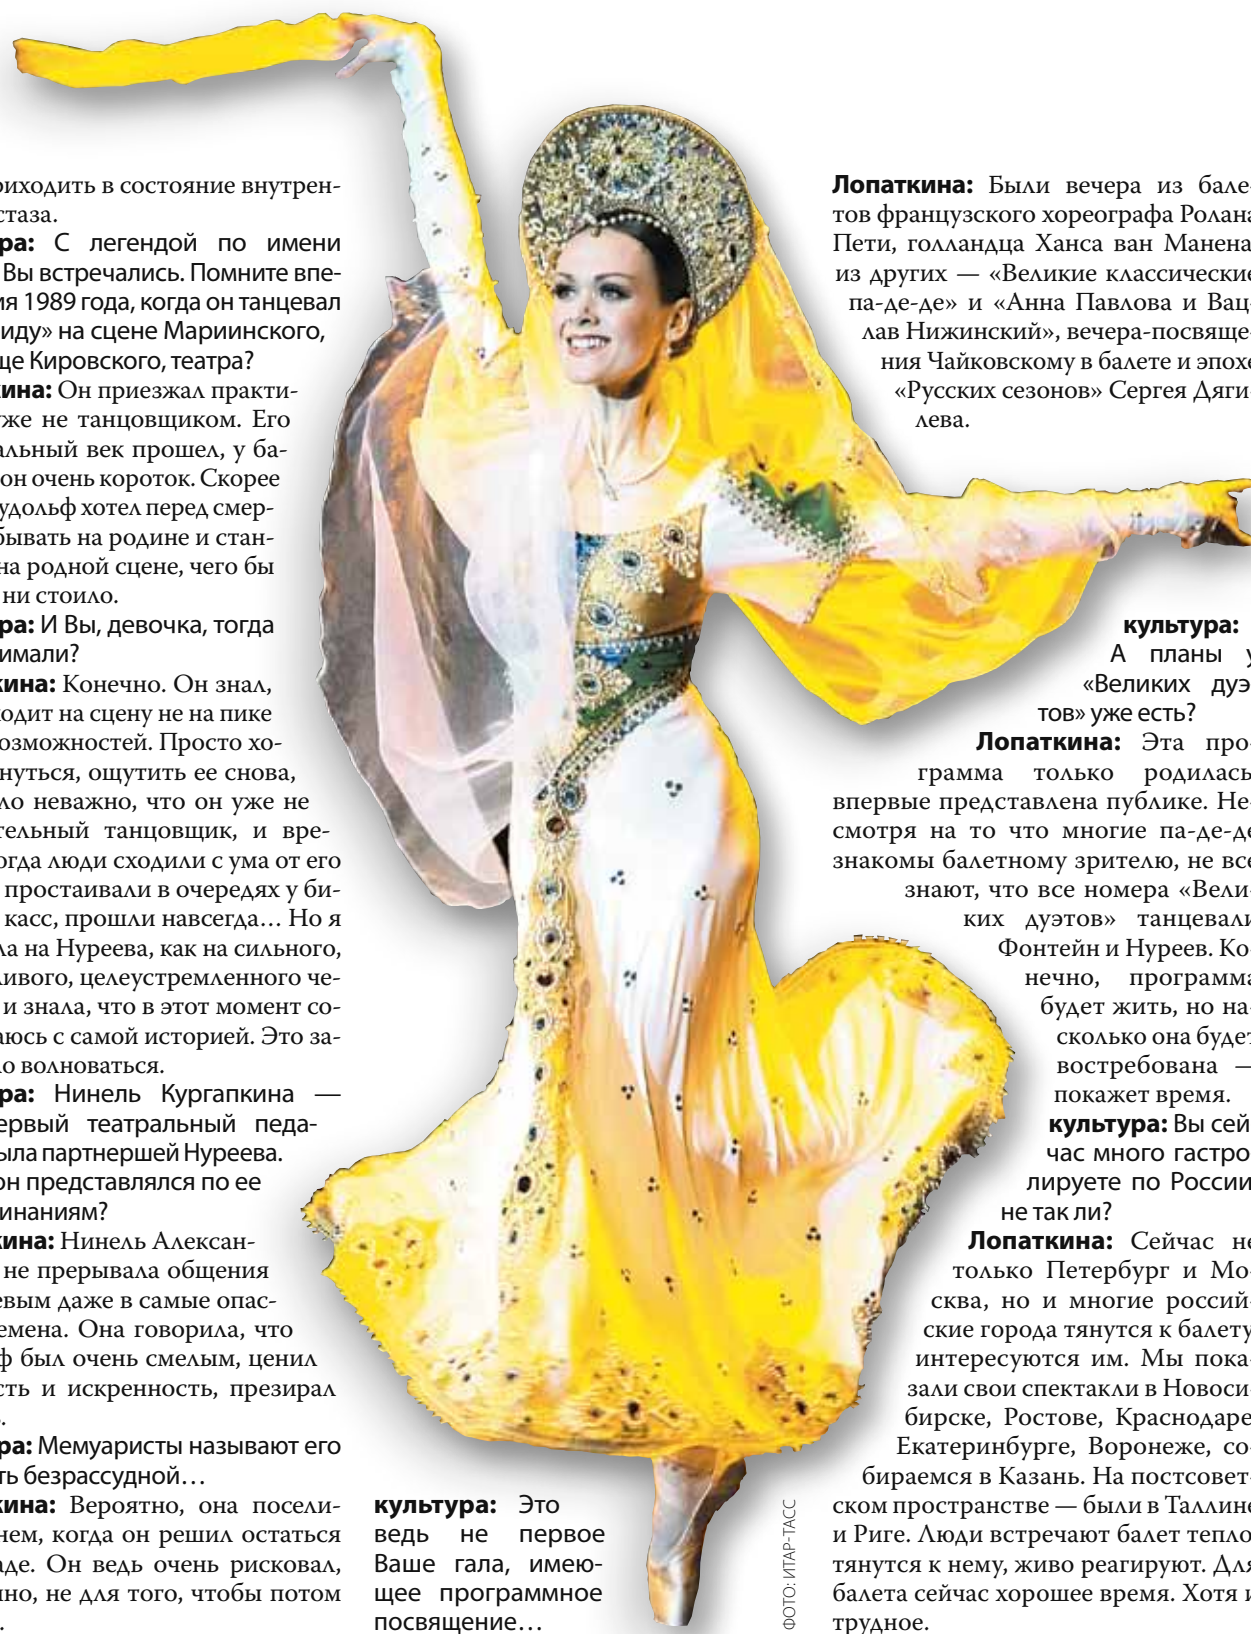 риходить в состояние внутрен-
стаза.
ра: С легендой по имени
Вы встречались. Помните впе-
ия 1989 года, когда он танцевал
иду» на сцене Мариинского,
ще Кировского, театра?
кина: Он приезжал практи-
уже не танцовщиком. Его
альный век прошел, у ба-
он очень короток. Скорее
удольф хотел перед смер-
бывать на родине и стан-
на родной сцене, чего бы
ни стоило.
ра: И Вы, девочка, тогда
имали?
кина: Конечно. Он знал,
ходит на сцену не на пике
возможностей. Просто хо-
нуться, ощутить ее снова,
ло неважно, что он уже не
тельный танцовщик, и вре-
огда люди сходили с ума от его
простаивали в очередях у би-
касс, прошли навсегда… Но я
ла на Нуреева, как на сильного,
ливого, целеустремленного че-
и знала, что в этот момент со-
аюсь с самой историей. Это за-
ло волноваться.
ра: Нинель Кургапкина —
ервый театральный педа-
ыла партнершей Нуреева.
он представлялся по ее
инаниям?
кина: Нинель Алексан-
не прерывала общения
евым даже в самые опас-
емена. Она говорила, что
ф был очень смелым, ценил
сть и искренность, презирал
.
ра: Мемуаристы называют его
ть безрассудной…
кина: Вероятно, она посели-
нем, когда он решил остаться
аде. Он ведь очень рисковал,
но, не для того, чтобы потом
.
культура: Это
ведь не первое
Ваше гала, имею-
щее программное
посвящение…
ФОТО: ИТАР-ТАСС
Лопаткина: Были вечера из бале-
тов французского хореографа Ролана
Пети, голландца Ханса ван Манена,
из других — «Великие классические
па-де-де» и «Анна Павлова и Вац-
лав Нижинский», вечера-посвяще-
ния Чайковскому в балете и эпохе
«Русских сезонов» Сергея Дяги-
лева.
культура:
А планы у
«Великих дуэ-
тов» уже есть?
Лопаткина: Эта про-
грамма только родилась,
впервые представлена публике. Не-
смотря на то что многие па-де-де
знакомы балетному зрителю, не все
знают, что все номера «Вели-
ких дуэтов» танцевали
Фонтейн и Нуреев. Ко-
нечно, программа
будет жить, но на-
сколько она будет
востребована —
покажет время.
культура: Вы сей-
час много гастро-
лируете по России,
не так ли?
Лопаткина: Сейчас не
только Петербург и Мо-
сква, но и многие россий-
ские города тянутся к балету,
интересуются им. Мы пока-
зали свои спектакли в Новоси-
бирске, Ростове, Краснодаре,
Екатеринбурге, Воронеже, со-
бираемся в Казань. На постсовет-
ском пространстве — были в Таллине
и Риге. Люди встречают балет тепло,
тянутся к нему, живо реагируют. Для
балета сейчас хорошее время. Хотя и
трудное.